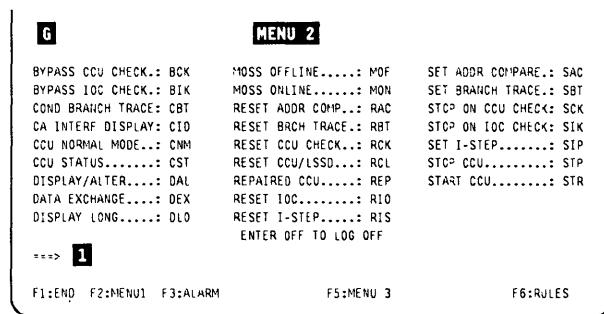 G MENU 2
BYPASS CCU CHECK.: BCK MOSS OFFLINE.....: MOF SET ADDR COMPARE.: SAC
BYPASS IOC CHECK.: BIK MOSS ONLINE......: MON SET BRANCH TRACE.: SBT
COND BRANCH TRACE: CBT RESET ADDR COMP..: RAC STOP ON CCU CHECK: SCK
CA INTERF DISPLAY: CID RESET BRCH TRACE.: RBT STOP ON IOC CHECK: SIK
CCU NORMAL MODE..: CNM RESET CCU CHECK..: RCK SET I-STEP.......: SIP
CCU STATUS.......: CST RESET CCU/LSSD...: RCL STOP CCU.........: STP
DISPLAY/ALTER....: DAL REPAIRED CCU.....: REP START CCU........: STR
DATA EXCHANGE....: DEX RESET IOC........: RIO
DISPLAY LONG.....: DLO RESET I-STEP.....: RIS
ENTER OFF TO LOG OFF
===> 1
F1:END F2:MENU1 F3:ALARM F5:MENU 3 F6:RULES